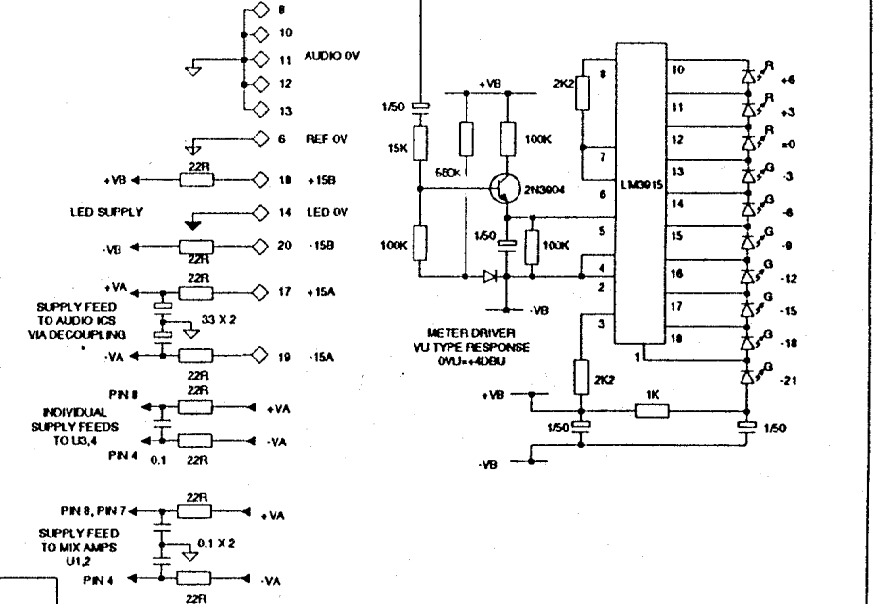 8
10
11 AUDIO 0V
12
13
6 REF 0V
22R
+VB 18 +15B
LED SUPPLY 14 LED 0V
-VB 20 -15B
22R
22R
+VA 17 +15A
SUPPLY FEED
TO AUDIO ICS
VIA DECOUPLING
33 X 2
-VA 19 -15A
22R
22R
PIN 8
+VA
INDIVIDUAL
SUPPLY FEEDS
TO U3,4
-VA
PIN 4 0.1 22R
22R
PIN 8, PIN 7 +VA
SUPPLY FEED
TO MIX AMPS
U1,2
0.1 X 2
PIN 4 -VA
22R
1/50
15K
680K
+VB
100K
2N3904
100K
1/50
100K
-VB
METER DRIVER
VU TYPE RESPONSE
0VU=+4DBU
2K2
LM3915
8
7
6
5
4
2
3
1
10 R +6
11 R +3
12 R =0
13 G -3
14 G -6
15 G -9
16 G -12
17 G -15
18 G -18
G -21
2K2
+VB 1K
1/50 1/50
-VB